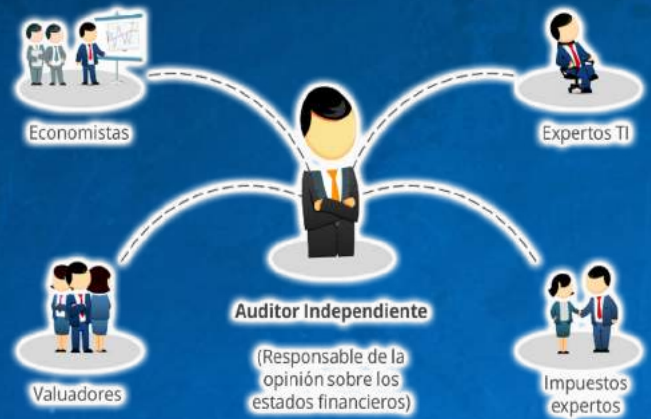 Economistas
Expertos TI
Auditor Independiente
(Responsable de la
opinión sobre los
estados financieros)
Valuadores
Impuestos
expertos